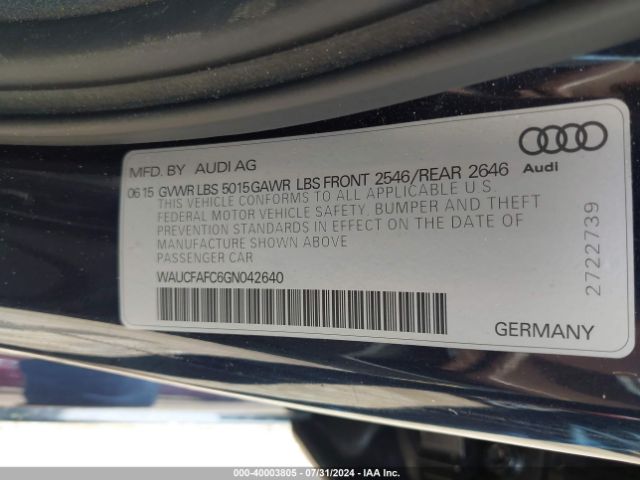 MFD. BY AUDI AG
06 15 GVWR LBS 5015 GAWR LBS FRONT 2546/REAR 2646
THIS VEHICLE CONFORMS TO ALL APPLICABLE U.S.
FEDERAL MOTOR VEHICLE SAFETY, BUMPER AND THEFT
PREVENTION STANDARDS IN EFFECT ON THE DATE OF
MANUFACTURE SHOWN ABOVE
PASSENGER CAR
WAUCFAFC6GN042640
Audi
2722739
GERMANY
000-40003805 - 07/31/2024 - IAA Inc.